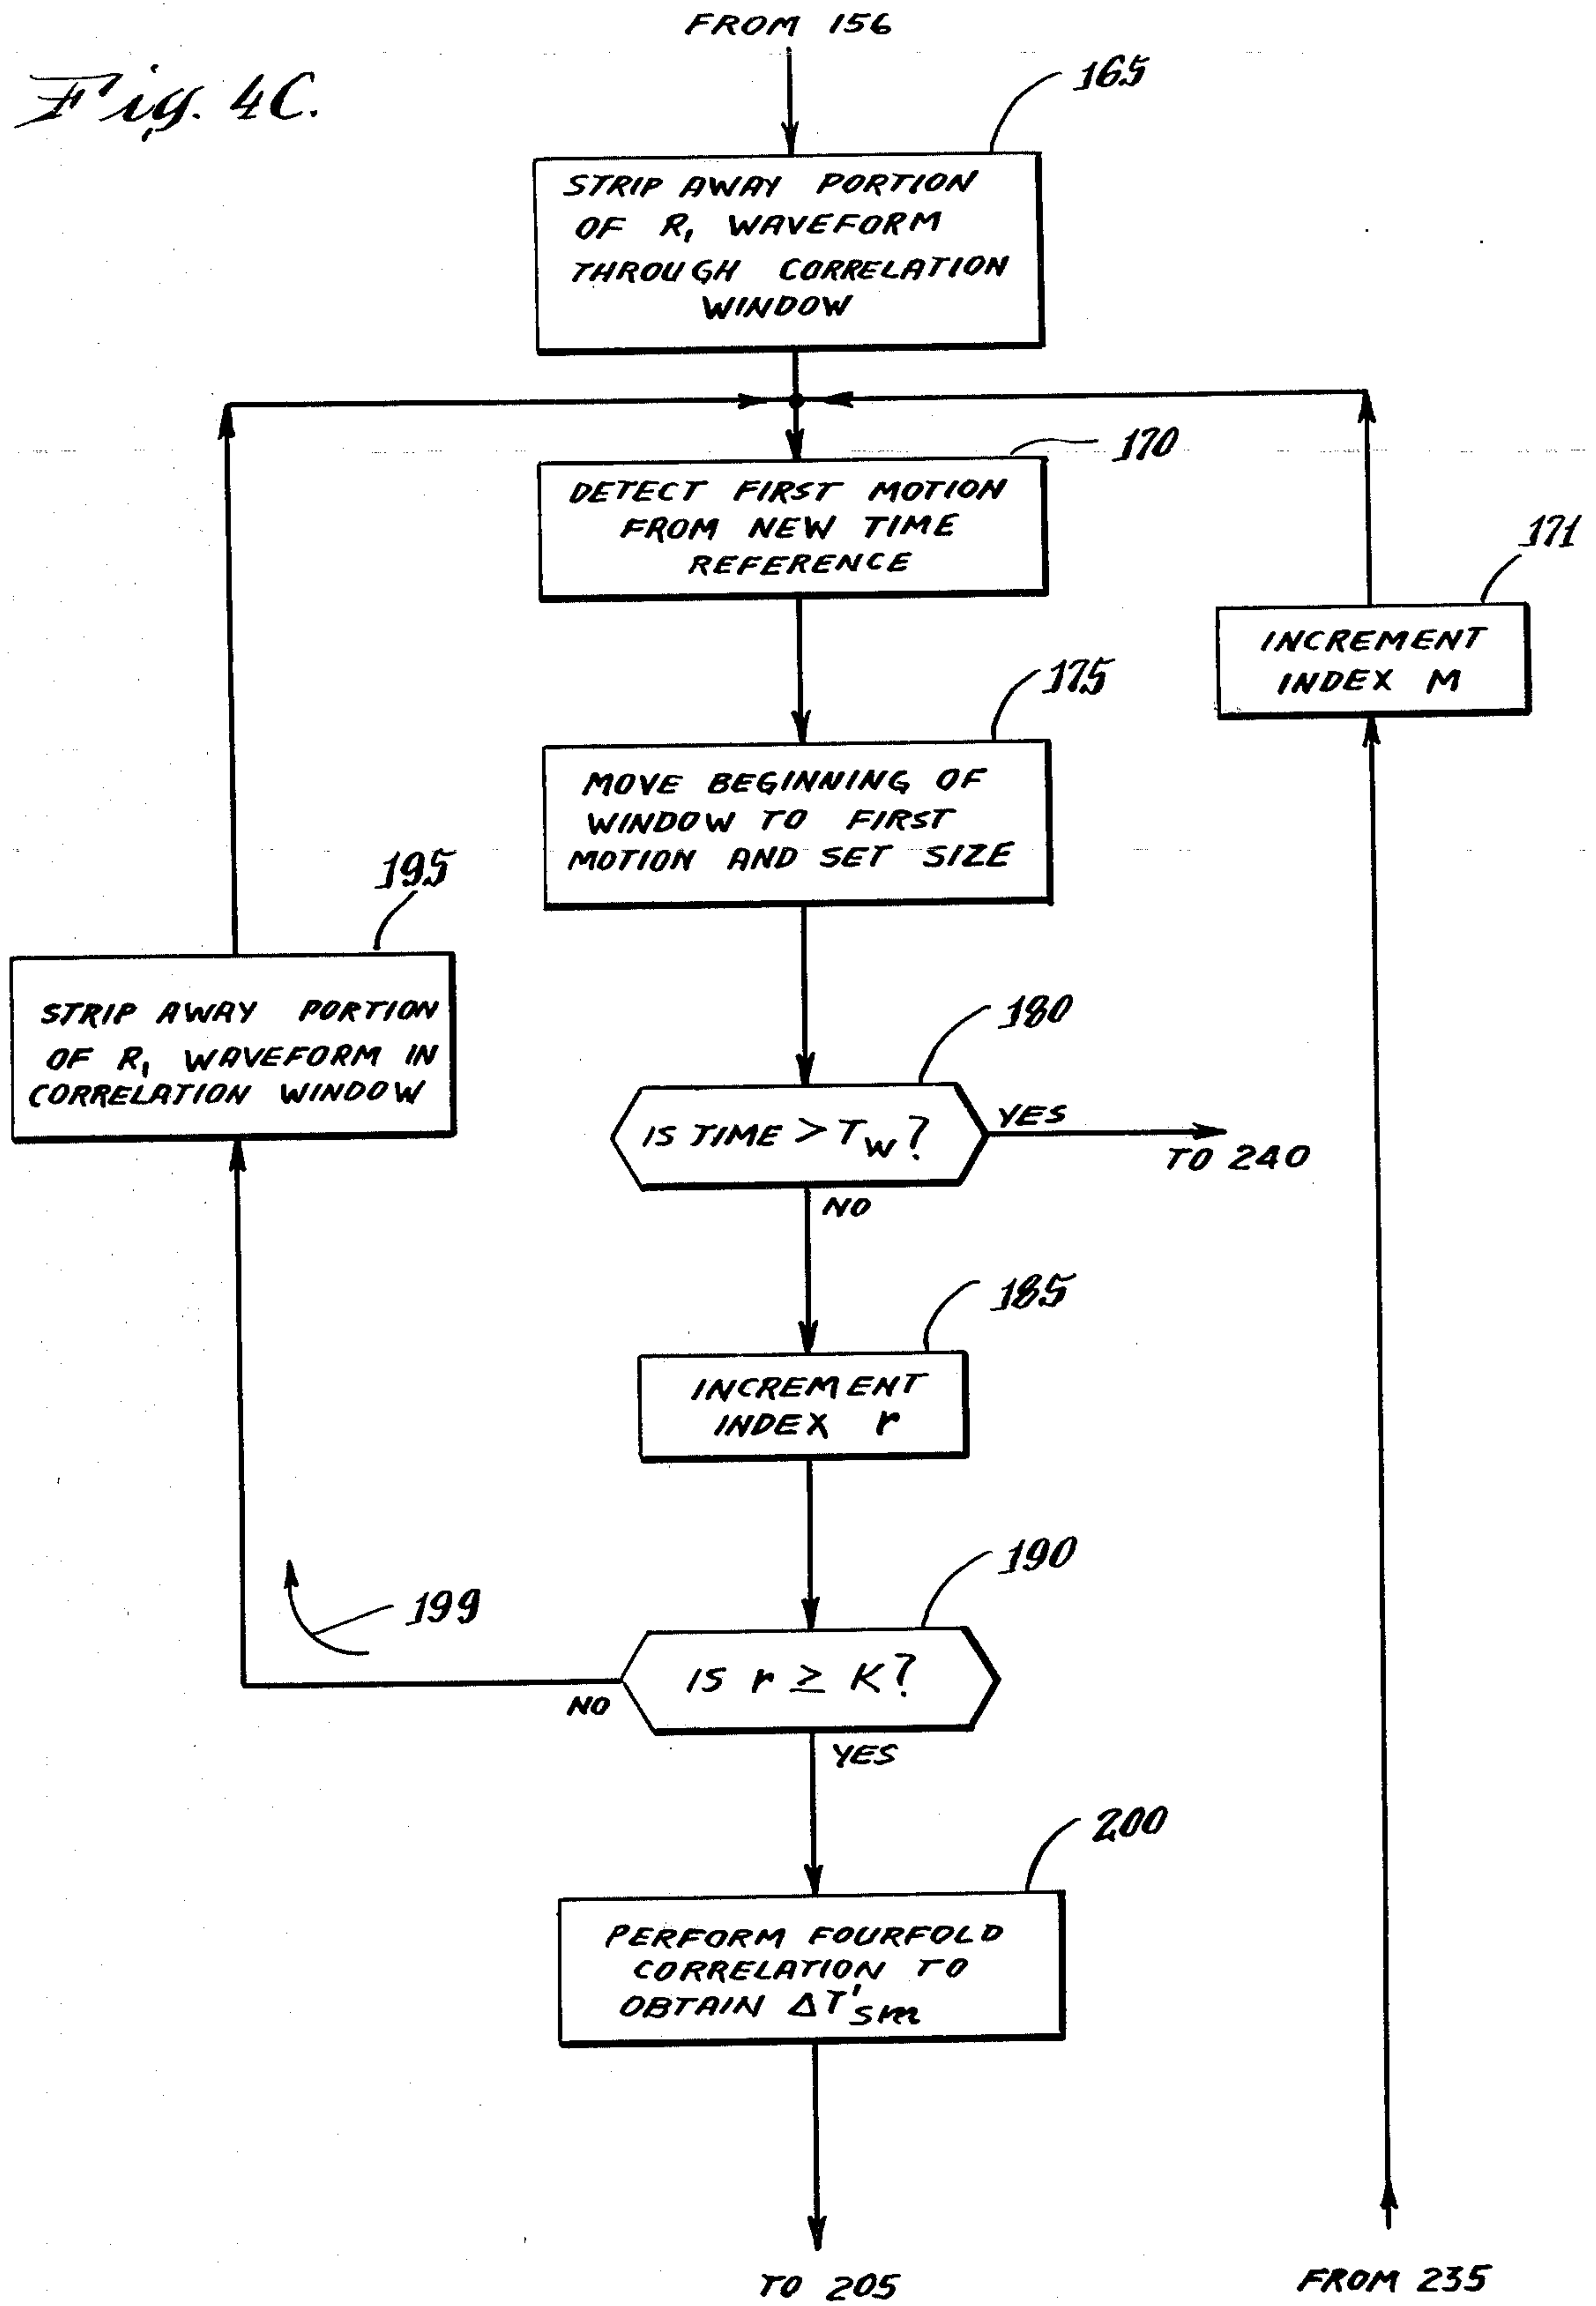 FROM 156
Fig. 4C.
165
STRIP AWAY PORTION
OF R₁ WAVEFORM
THROUGH CORRELATION
WINDOW
170
DETECT FIRST MOTION
FROM NEW TIME
REFERENCE
171
INCREMENT
INDEX M
175
MOVE BEGINNING OF
WINDOW TO FIRST
MOTION AND SET SIZE
195
STRIP AWAY PORTION
OF R₁ WAVEFORM IN
CORRELATION WINDOW
180
IS TIME > T_W?
YES
TO 240
NO
185
INCREMENT
INDEX r
190
199
IS r ≥ K?
NO
YES
200
PERFORM FOURFOLD
CORRELATION TO
OBTAIN ΔT'sm
TO 205
FROM 235